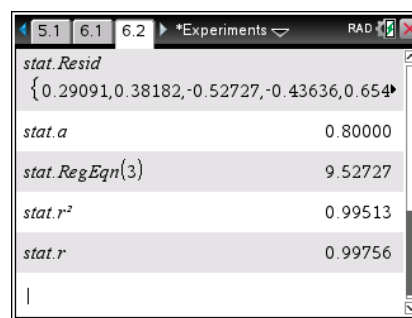 5.1 6.1 6.2 *Experiments RAD
stat.Resid
{0.29091,0.38182,-0.52727,-0.43636,0.654
stat.a 0.80000
stat.RegEqn(3) 9.52727
stat.r² 0.99513
stat.r 0.99756